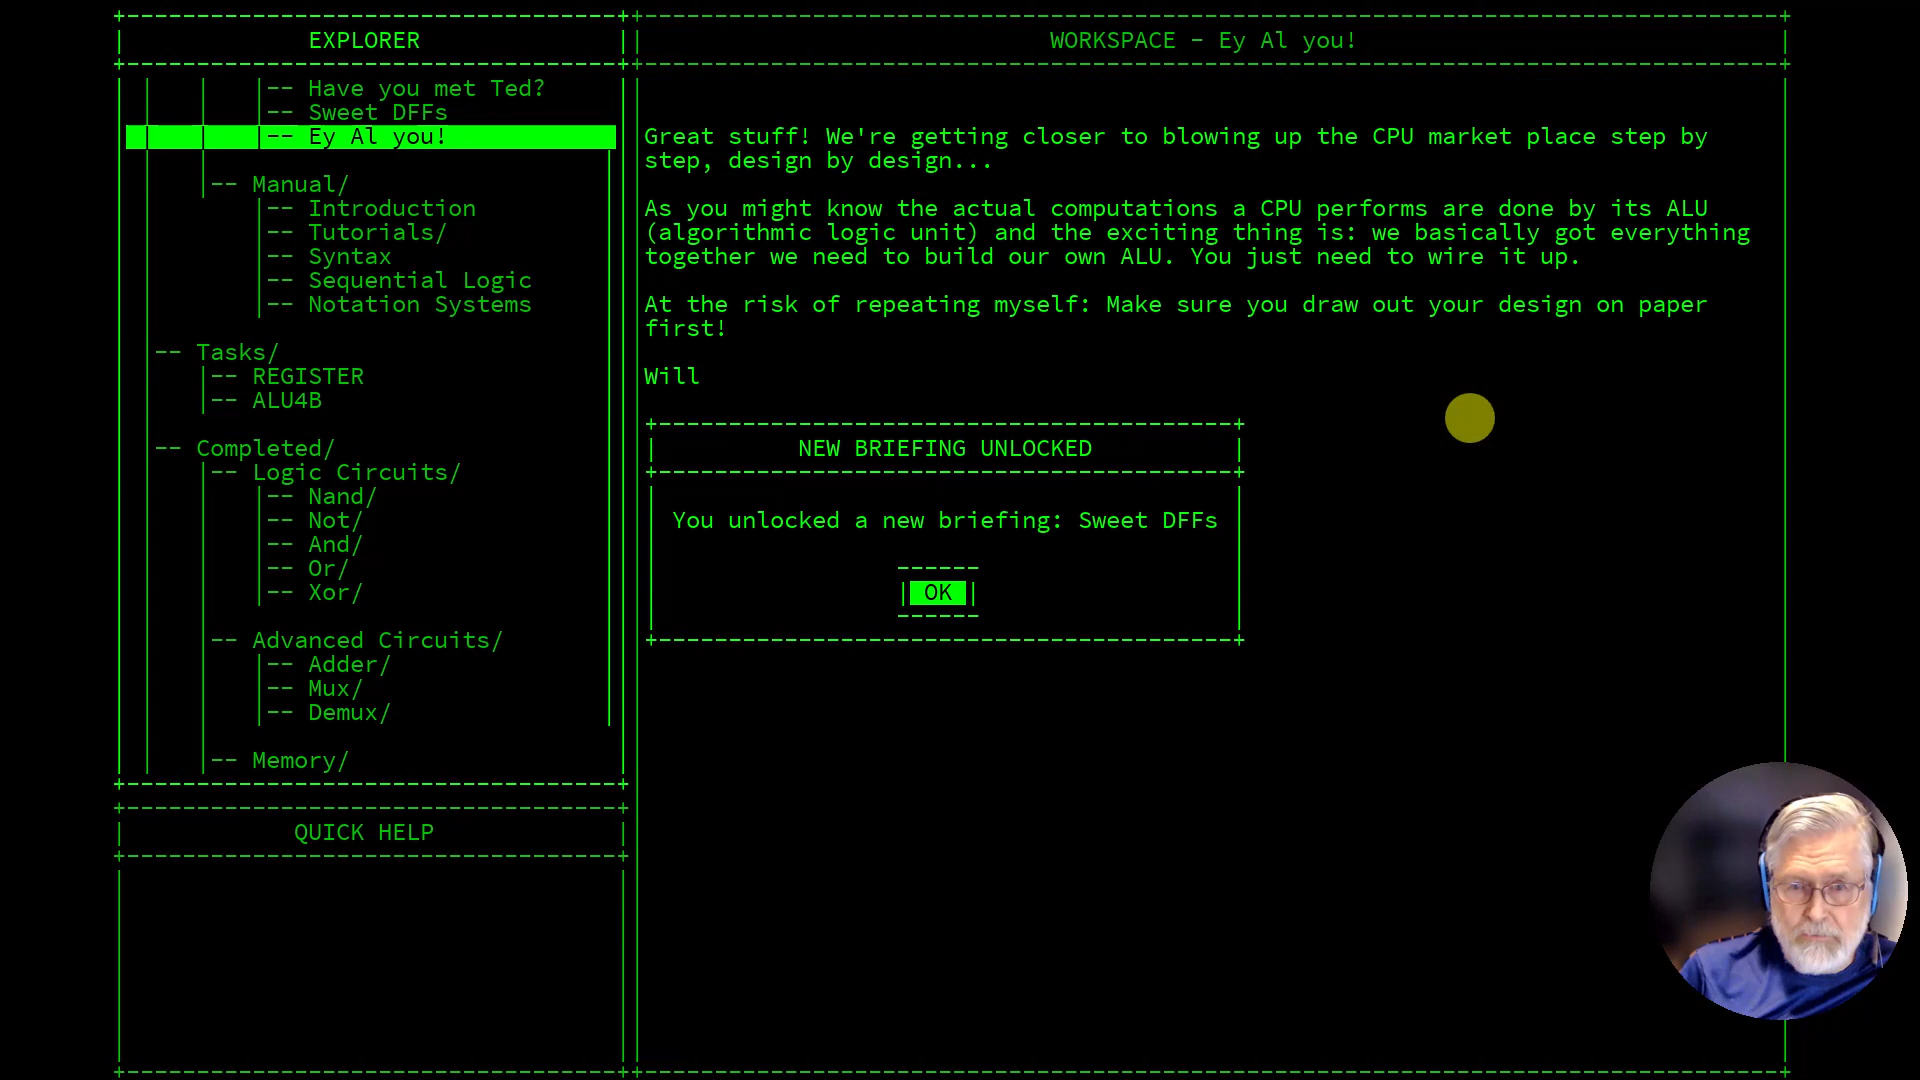 EXPLORER
|-- Have you met Ted?
|-- Sweet DFFs
|-- Ey Al you!
|-- Manual/
|-- Introduction
|-- Tutorials/
|-- Syntax
|-- Sequential Logic
|-- Notation Systems
-- Tasks/
|-- REGISTER
|-- ALU4B
-- Completed/
|-- Logic Circuits/
|-- Nand/
|-- Not/
|-- And/
|-- Or/
|-- Xor/
-- Advanced Circuits/
|-- Adder/
|-- Mux/
|-- Demux/
|-- Memory/
QUICK HELP
WORKSPACE - Ey Al you!
Great stuff! We're getting closer to blowing up the CPU market place step by
step, design by design...
As you might know the actual computations a CPU performs are done by its ALU
(algorithmic logic unit) and the exciting thing is: we basically got everything
together we need to build our own ALU. You just need to wire it up.
At the risk of repeating myself: Make sure you draw out your design on paper
first!
Will
NEW BRIEFING UNLOCKED
You unlocked a new briefing: Sweet DFFs
OK